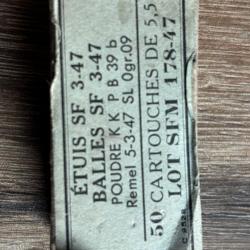 ÉTUIS SF 3-47
BALLES SF 3-47
POUDRE K K P B 39 b
Remel 5-3-47 SL 0gr.09
50 CARTOUCHES DE 5,5
LOT SFM 178-47